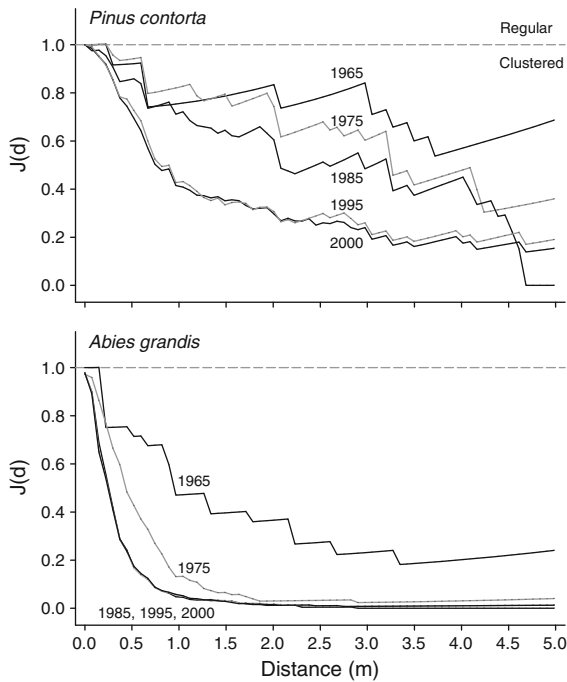 Pinus contorta
Regular
Clustered
1.0
0.8
0.6
0.4
0.2
0.0
J(d)
1965
1975
1985
1995
2000
Abies grandis
1.0
0.8
0.6
0.4
0.2
0.0
J(d)
1965
1975
1985, 1995, 2000
0.0 0.5 1.0 1.5 2.0 2.5 3.0 3.5 4.0 4.5 5.0
Distance (m)